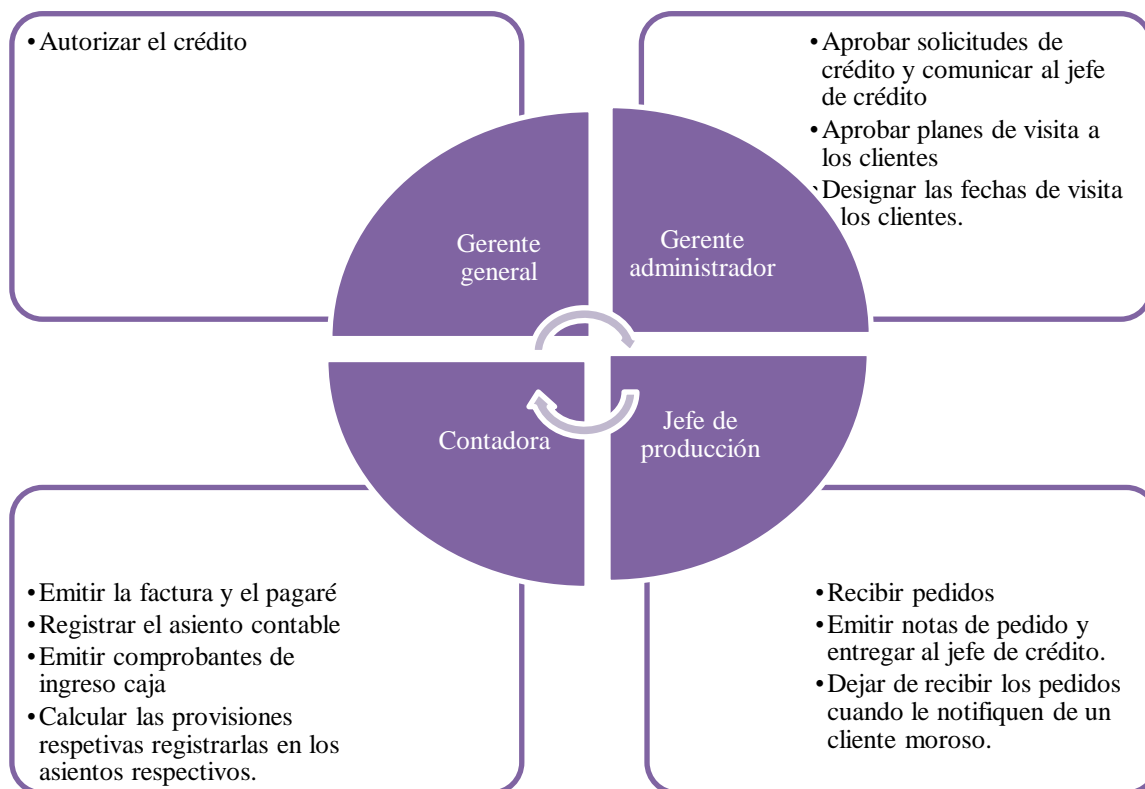 •Autorizar el crédito
•Aprobar solicitudes de
crédito y comunicar al jefe
de crédito
•Aprobar planes de visita a
los clientes
•Designar las fechas de visita
los clientes.
Gerente
general
Gerente
administrador
Contadora
Jefe de
producción
•Emitir la factura y el pagaré
•Registrar el asiento contable
•Emitir comprobantes de
ingreso caja
•Calcular las provisiones
respetivas registrarlas en los
asientos respectivos.
•Recibir pedidos
•Emitir notas de pedido y
entregar al jefe de crédito.
•Dejar de recibir los pedidos
cuando le notifiquen de un
cliente moroso.